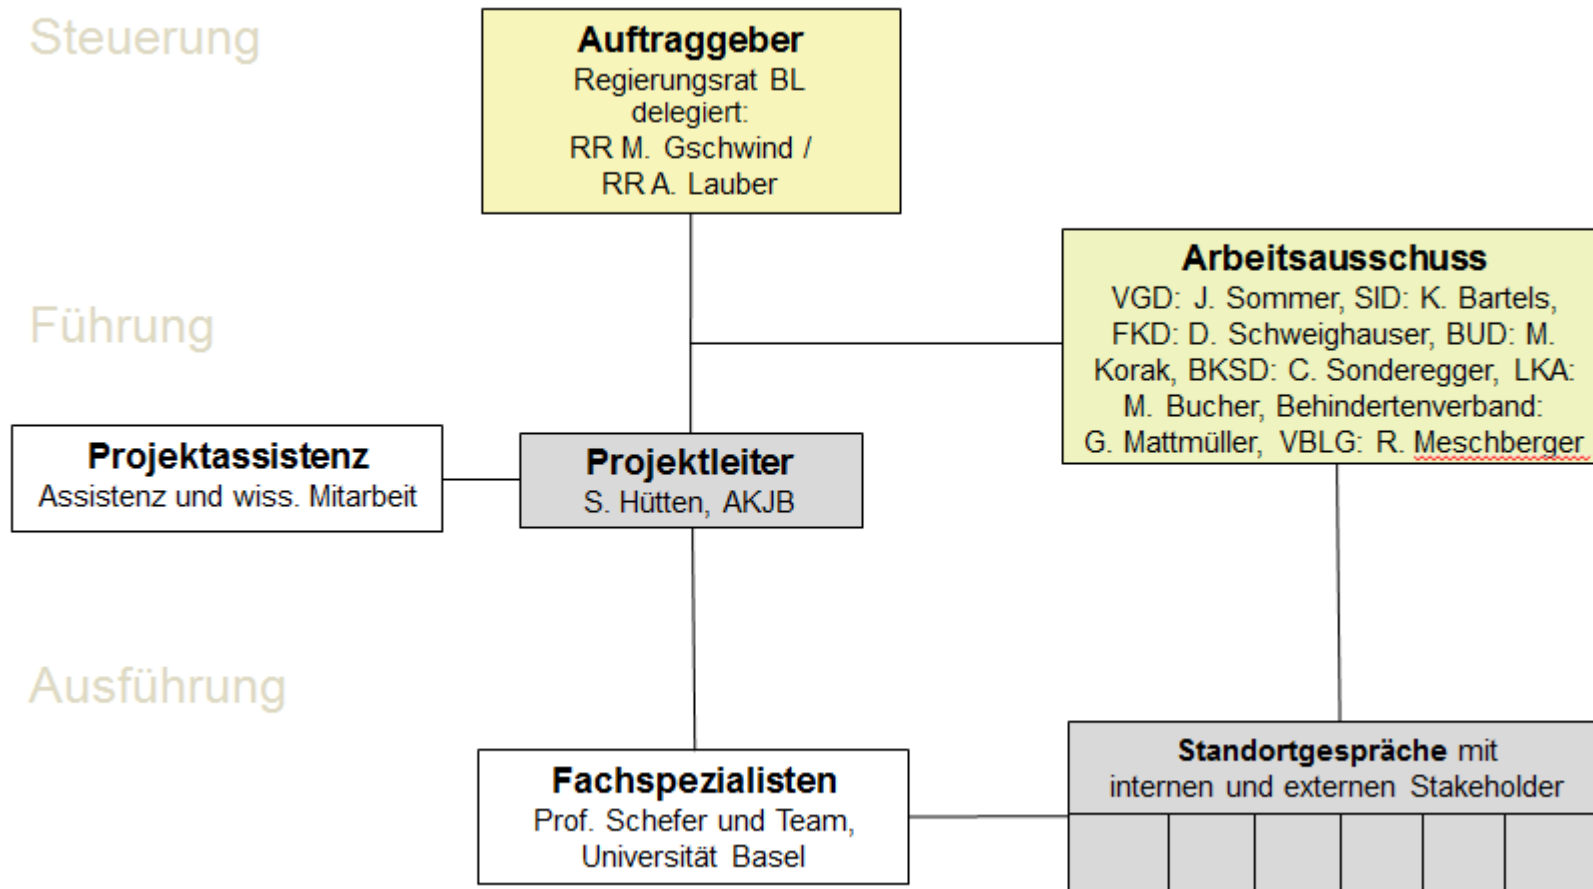 Steuerung
Auftraggeber
Regierungsrat BL
delegiert:
RR M. Gschwind /
RR A. Lauber
Arbeitsausschuss
VGD: J. Sommer, SID: K. Bartels,
FKD: D. Schweighauser, BUD: M.
Korak, BKSD: C. Sonderegger, LKA:
M. Bucher, Behindertenverband:
G. Mattmüller, VBLG: R. Meschberger
Führung
Projektassistenz
Assistenz und wiss. Mitarbeit
Projektleiter
S. Hütten, AKJB
Ausführung
Fachspezialisten
Prof. Schefer und Team,
Universität Basel
Standortgespräche mit
internen und externen Stakeholder